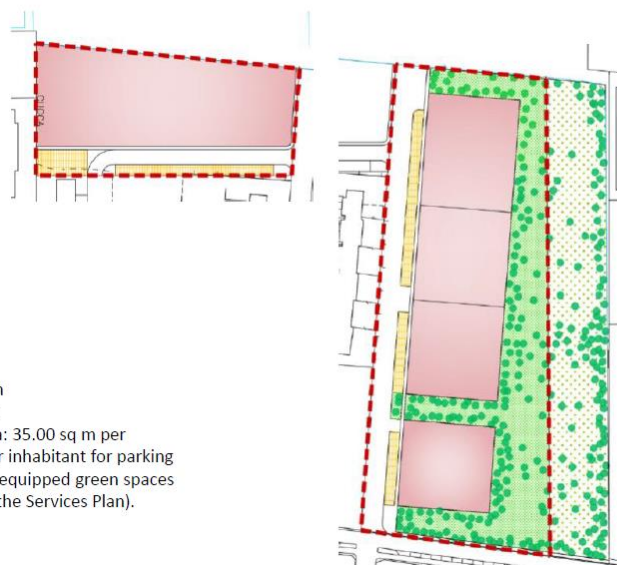 n
: 35.00 sq m per
r inhabitant for parking
equipped green spaces
the Services Plan).